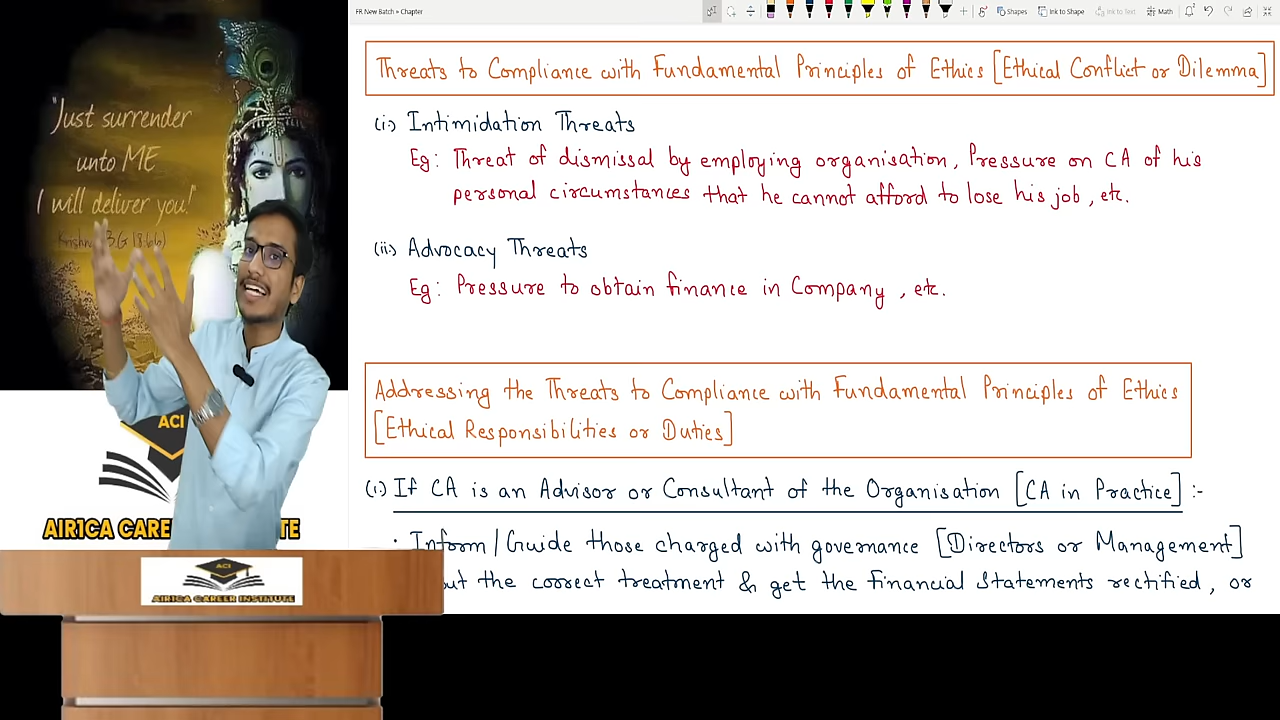 FR New Batch » Chapter
Shapes
Ink to Shape
Ink to Text
Math
"Just surrender
unto ME
I will deliver you!"
Threats to Compliance with Fundamental Principles of Ethics [Ethical Conflict or Dilemma]
(i.) Intimidation Threats
Eg: Threat of dismissal by employing organisation, Pressure on CA of his
personal circumstances that he cannot afford to lose his job, etc.
(ii.) Advocacy Threats
Eg: Pressure to obtain finance in Company, etc.
Addressing the Threats to Compliance with Fundamental Principles of Ethics
[Ethical Responsibilities or Duties]
(i.) If CA is an Advisor or Consultant of the Organisation [CA in Practice] :-
• Inform/Guide those charged with governance [Directors or Management]
the correct treatment & get the Financial Statements rectified, or
ACI
AIR1CA CARE TE
ACI
AIR1CA CAREER INSTITUTE